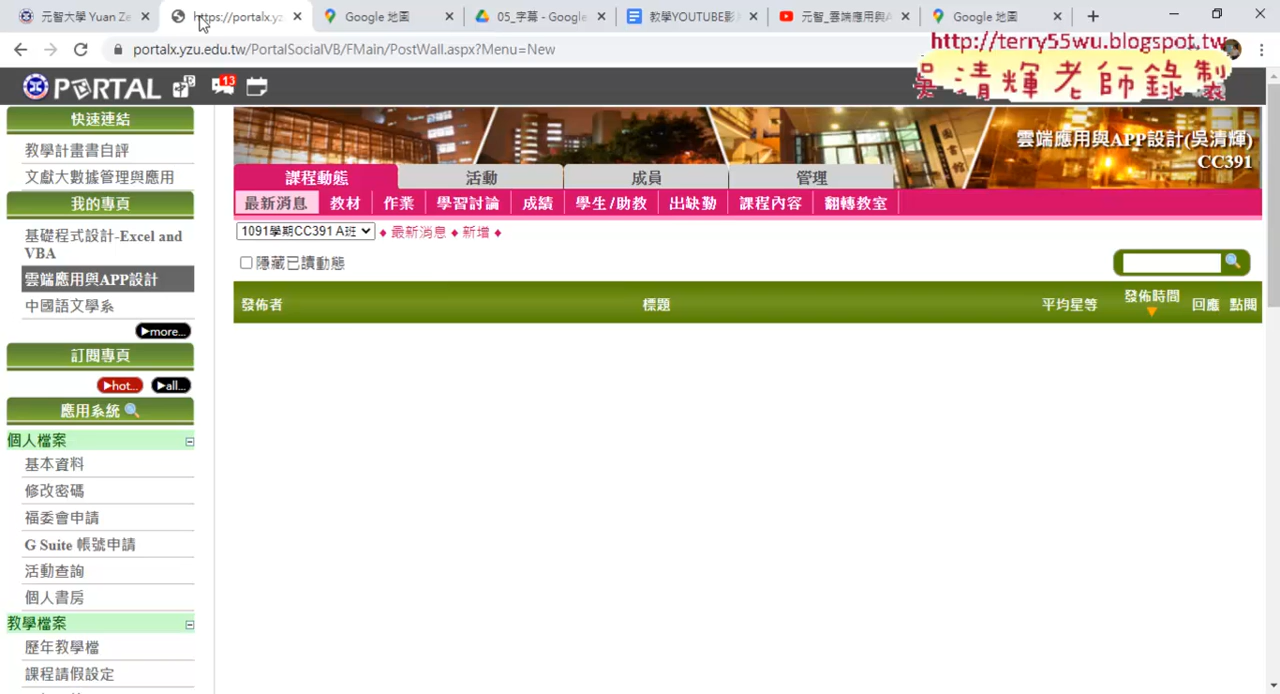 元智大學 Yuan Ze
https://portalx.yz
Google 地圖
05_字幕 - Google
教學YOUTUBE影
元智_雲端應用與A
Google 地圖
portalx.yzu.edu.tw/PortalSocialVB/FMain/PostWall.aspx?Menu=New
http://terry55wu.blogspot.tw
吳清輝老師錄製
PORTAL
13
快速連結
教學計畫書自評
文獻大數據管理與應用
我的專頁
基礎程式設計-Excel and
VBA
雲端應用與APP設計
中國語文學系
more...
訂閱專頁
hot...
all...
應用系統
個人檔案
基本資料
修改密碼
福委會申請
G Suite 帳號申請
活動查詢
個人書房
教學檔案
歷年教學檔
課程請假設定
雲端應用與APP設計(吳清輝)
CC391
課程動態
活動
成員
管理
最新消息
教材
作業
學習討論
成績
學生/助教
出缺勤
課程內容
翻轉教室
1091學期CC391 A班
♦ 最新消息 ♦ 新增 ♦
隱藏已讀動態
發佈者
標題
平均星等
發佈時間
回應
點閱